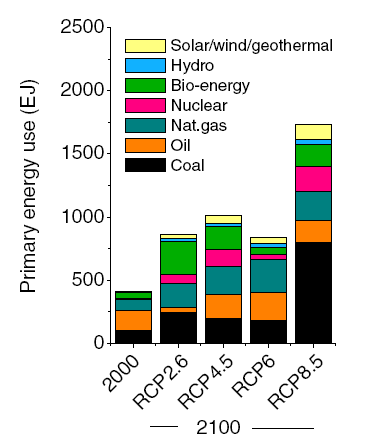 Primary energy use (EJ)
2500
2000
1500
1000
500
0
Solar/wind/geothermal
Hydro
Bio-energy
Nuclear
Nat.gas
Oil
Coal
2000
RCP2.6
RCP4.5
RCP6
RCP8.5
2100